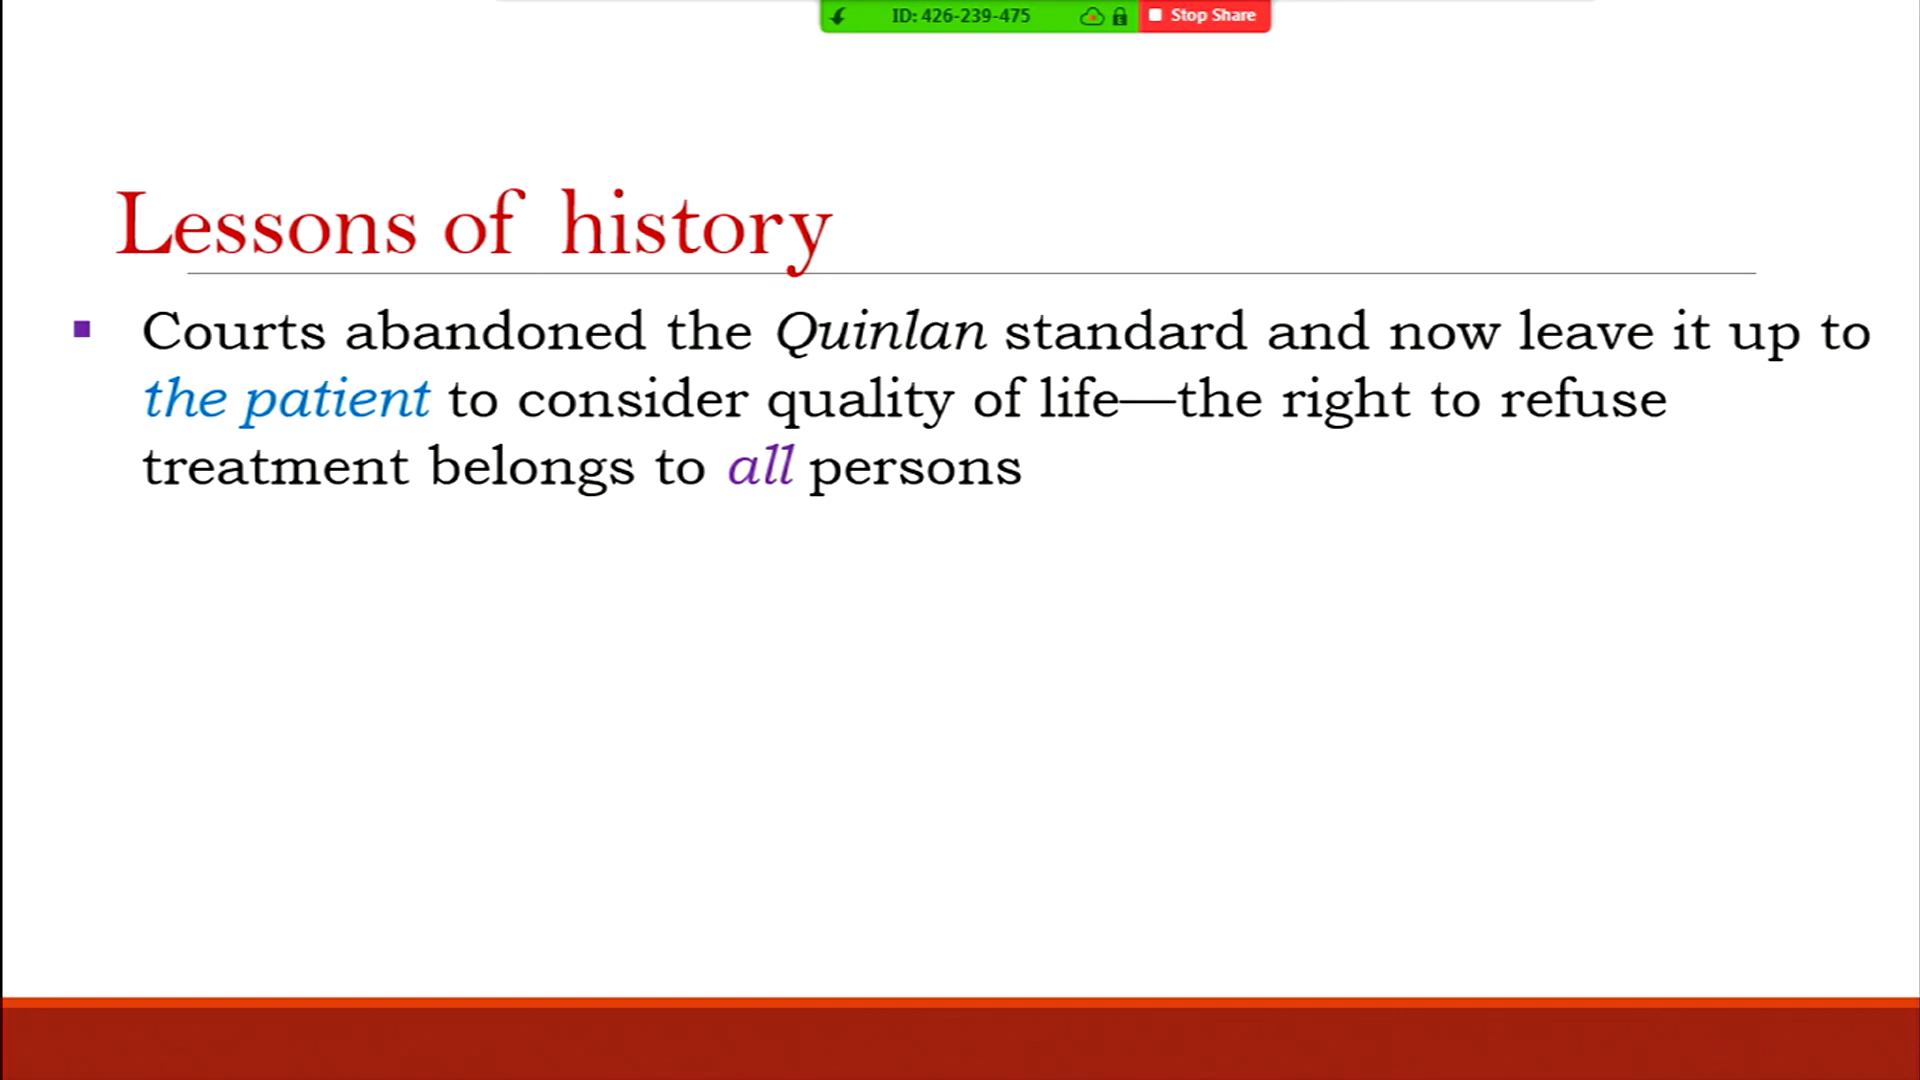 ID: 426-239-475 Stop Share
Lessons of history
Courts abandoned the Quinlan standard and now leave it up to
the patient to consider quality of life—the right to refuse
treatment belongs to all persons